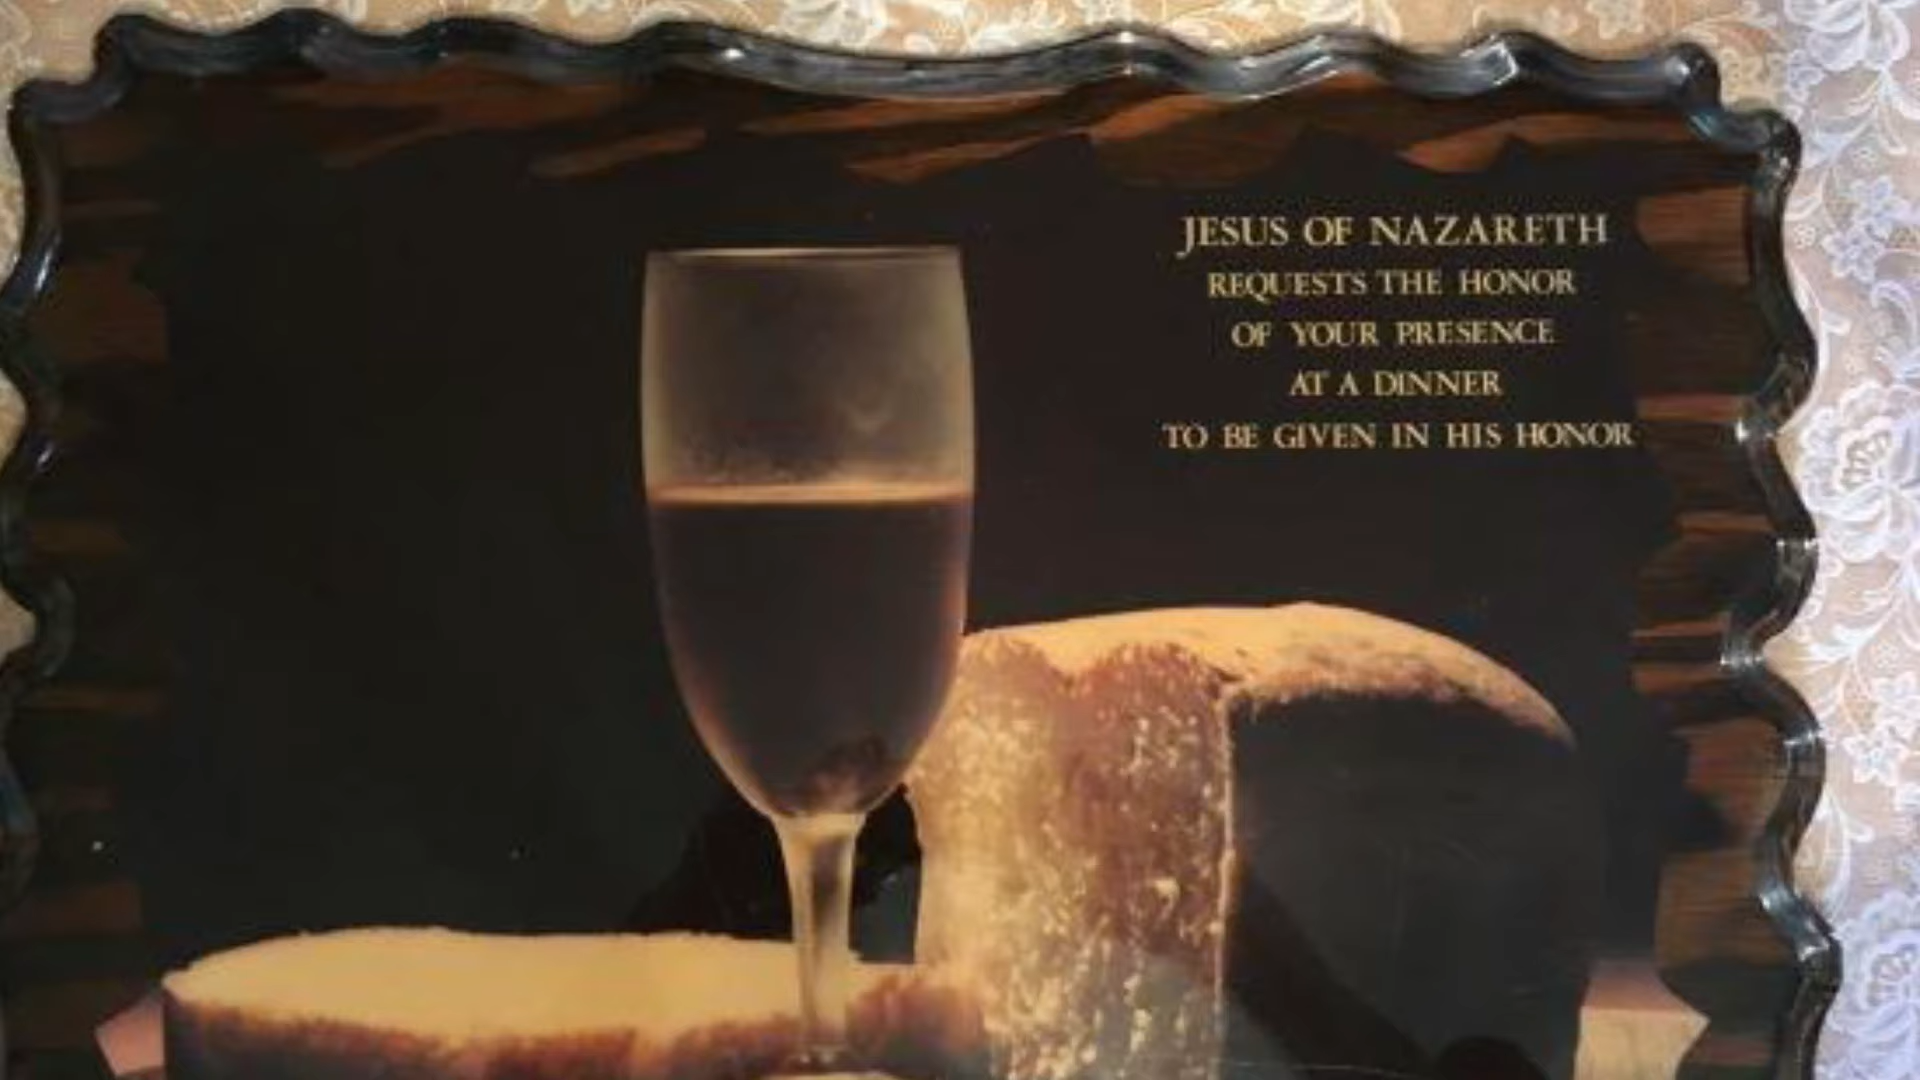 JESUS OF NAZARETH
REQUESTS THE HONOR
OF YOUR PRESENCE
AT A DINNER
TO BE GIVEN IN HIS HONOR